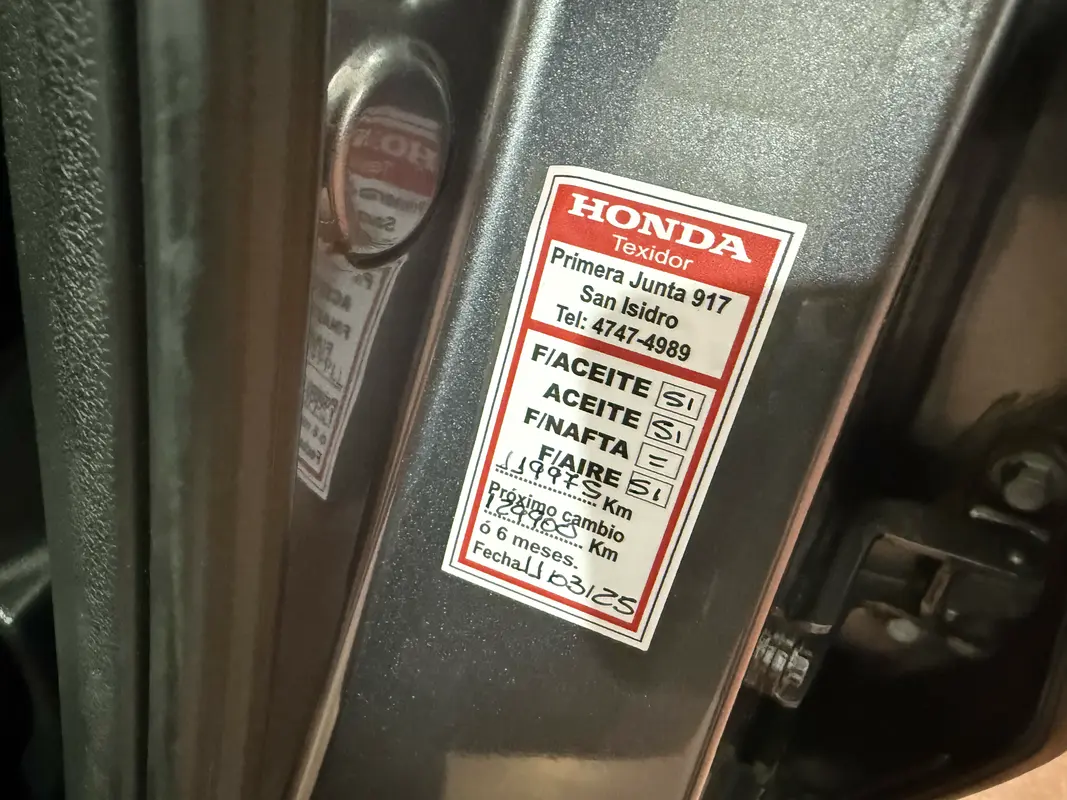 HONDA
Texidor
Primera Junta 917
San Isidro
Tel: 4747-4989
F/ACEITE SI
ACEITE SI
F/NAFTA =
F/AIRE SI
119975 Km
Próximo cambio
Km
ó 6 meses.
Fecha 11 03 25